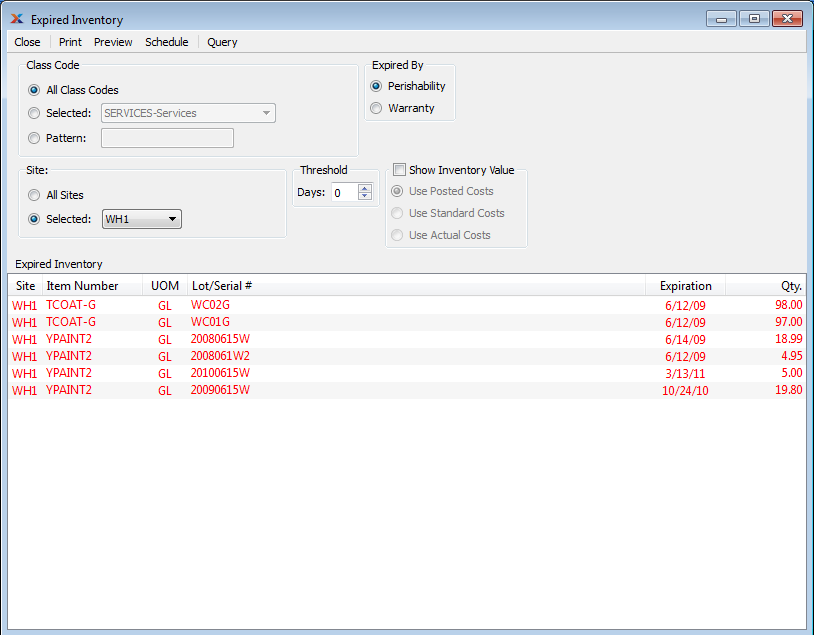 Expired Inventory
Close Print Preview Schedule Query
Class Code
All Class Codes
Selected: SERVICES-Services
Pattern:
Expired By
Perishability
Warranty
Site:
All Sites
Selected: WH1
Threshold
Days: 0
Show Inventory Value
Use Posted Costs
Use Standard Costs
Use Actual Costs
Expired Inventory
Site Item Number UOM Lot/Serial # Expiration Qty.
WH1 TCOAT-G GL WC02G 6/12/09 98.00
WH1 TCOAT-G GL WC01G 6/12/09 97.00
WH1 YPAINT2 GL 20080615W 6/14/09 18.99
WH1 YPAINT2 GL 2008061W2 6/12/09 4.95
WH1 YPAINT2 GL 20100615W 3/13/11 5.00
WH1 YPAINT2 GL 20090615W 10/24/10 19.80